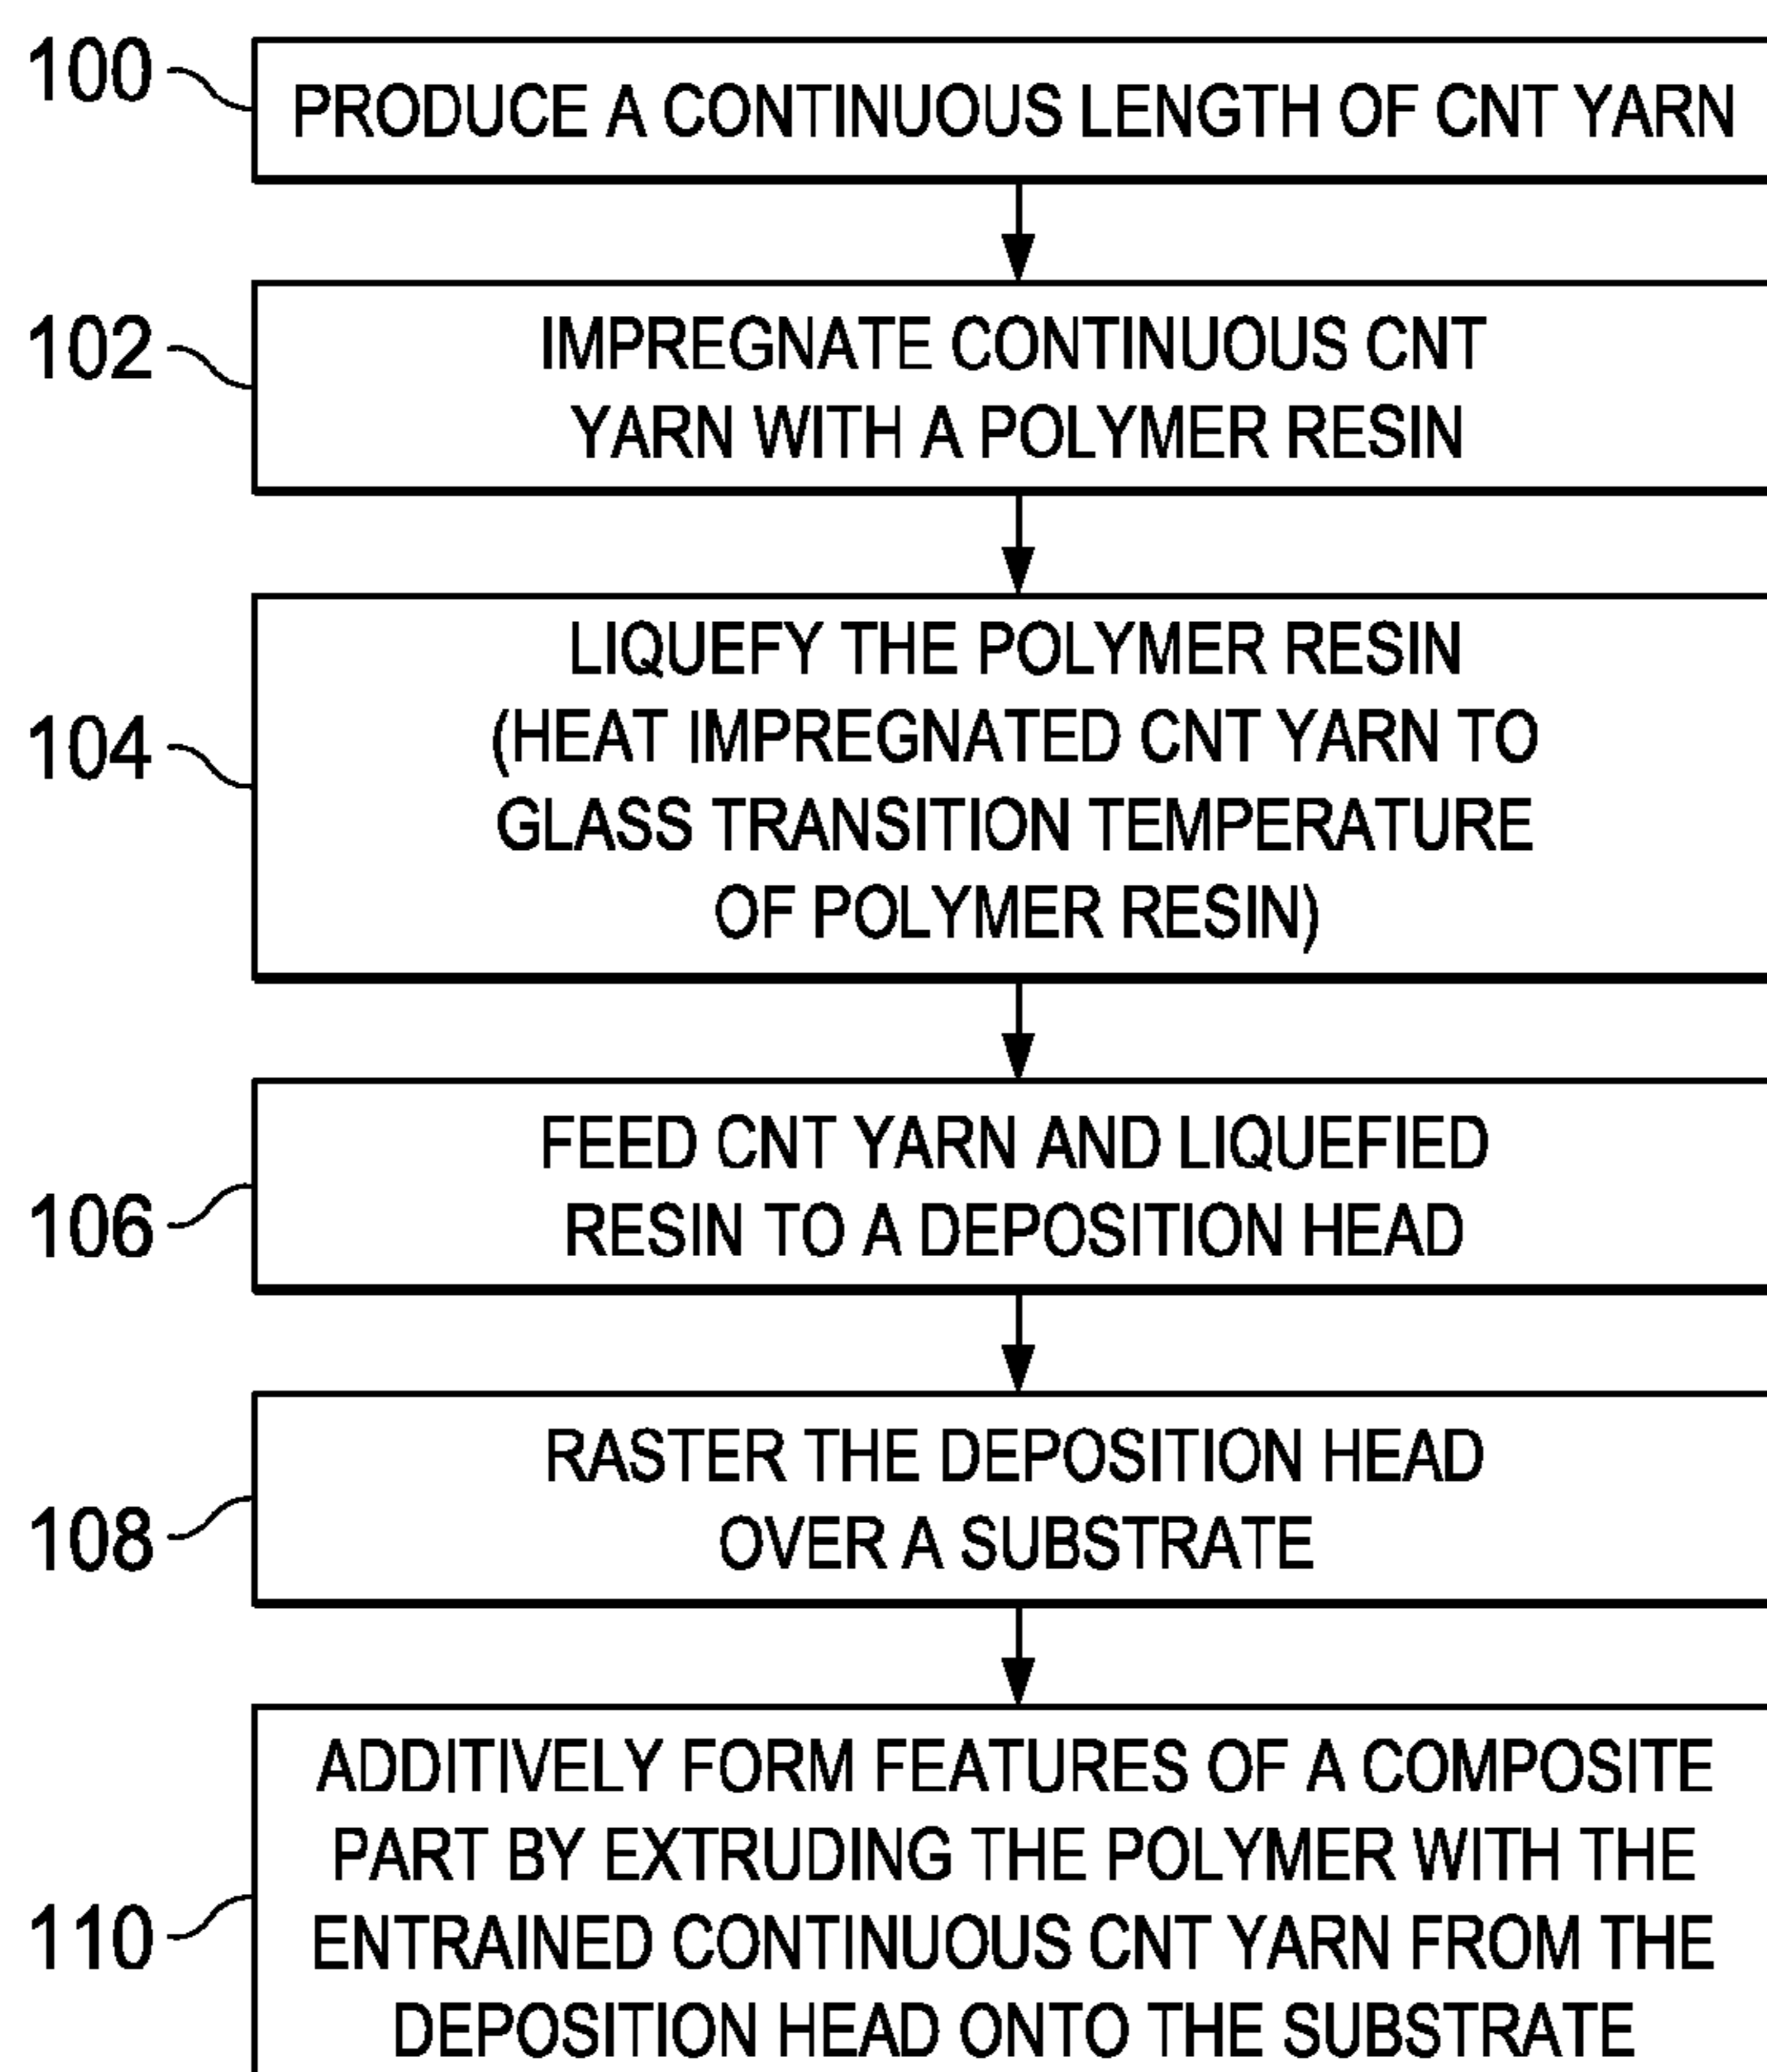 100
PRODUCE A CONTINUOUS LENGTH OF CNT YARN
102
IMPREGNATE CONTINUOUS CNT
YARN WITH A POLYMER RESIN
104
LIQUEFY THE POLYMER RESIN
(HEAT IMPREGNATED CNT YARN TO
GLASS TRANSITION TEMPERATURE
OF POLYMER RESIN)
106
FEED CNT YARN AND LIQUEFIED
RESIN TO A DEPOSITION HEAD
108
RASTER THE DEPOSITION HEAD
OVER A SUBSTRATE
110
ADDITIVELY FORM FEATURES OF A COMPOSITE
PART BY EXTRUDING THE POLYMER WITH THE
ENTRAINED CONTINUOUS CNT YARN FROM THE
DEPOSITION HEAD ONTO THE SUBSTRATE